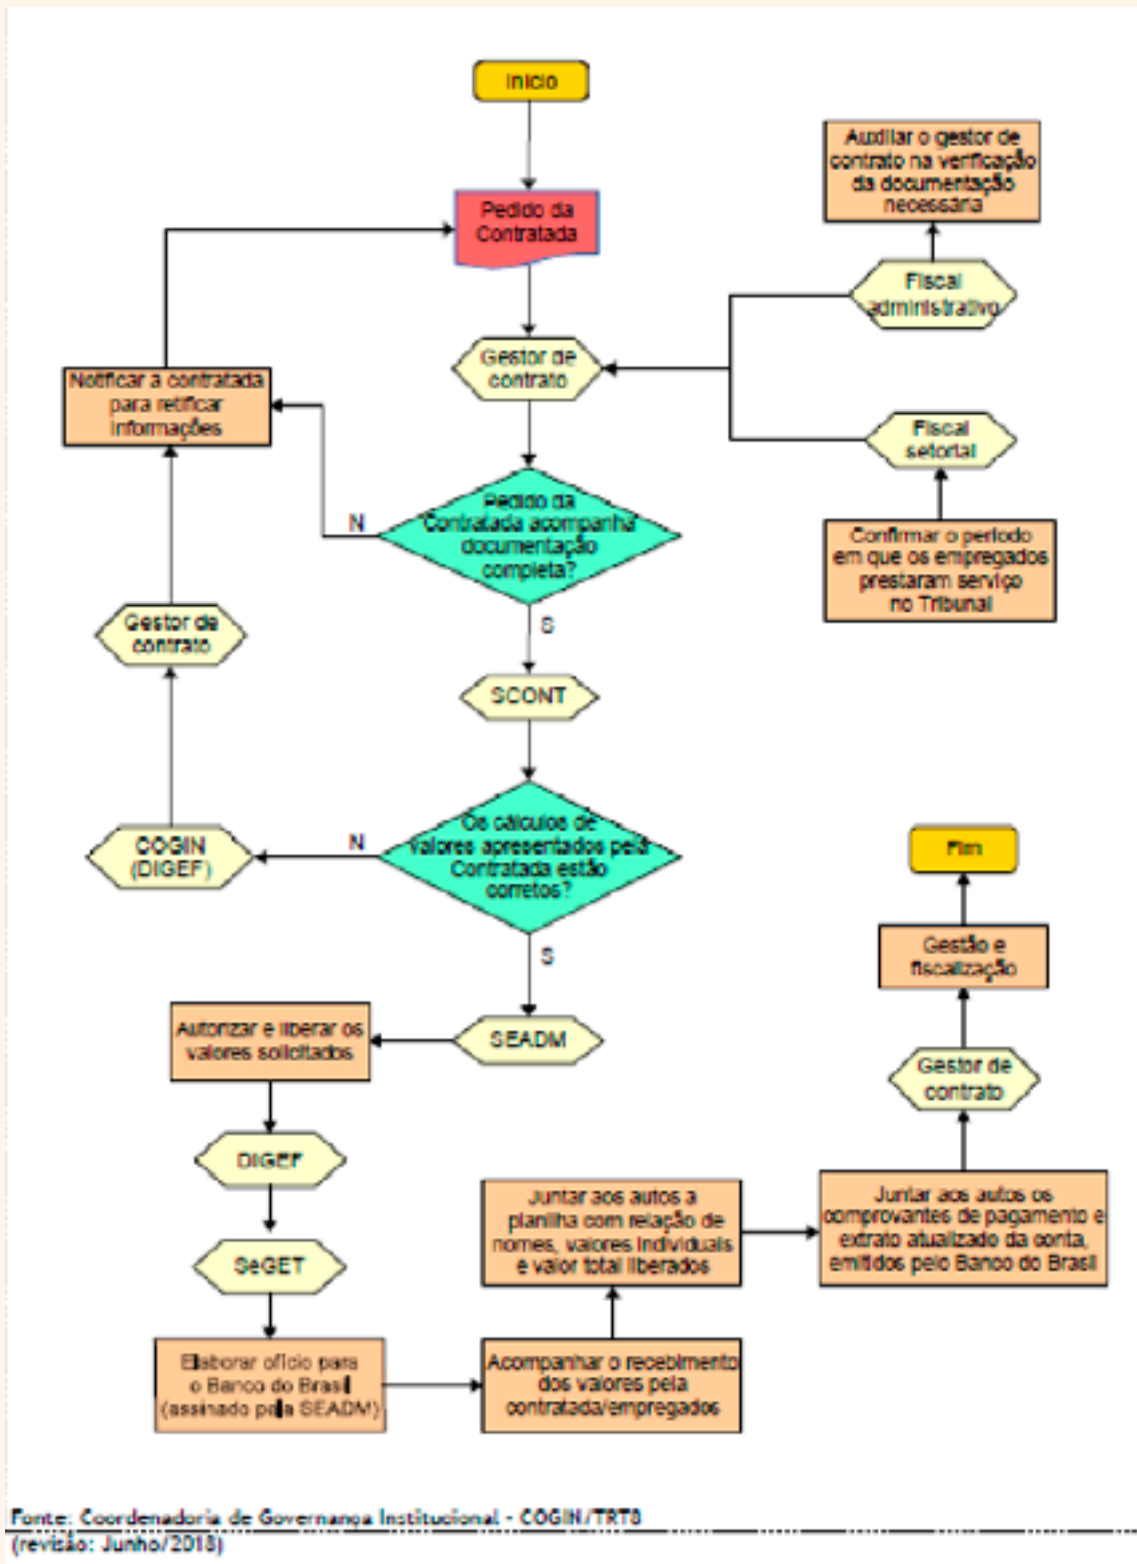 Início
Auxiliar o gestor de
contrato na verificação
da documentação
necessária
Pedido da
Contratada
Fiscal
administrativo
Gestor de
contrato
Notificar a contratada
para retificar
informações
Fiscal
setorial
Pedido da
Contratada acompanha
documentação
completa?
N
S
Confirmar o período
em que os empregados
prestaram serviço
no Tribunal
Gestor de
contrato
SCONT
Os cálculos de
valores apresentados pela
Contratada estão
corretos?
N
S
COGIN
(DIGEF)
Fim
Gestão e
fiscalização
Autorizar e liberar os
valores solicitados
SEADM
Gestor de
contrato
DIGEF
SeGET
Juntar aos autos a
planilha com relação de
nomes, valores individuais
e valor total liberados
Juntar aos autos os
comprovantes de pagamento e
extrato atualizado da conta,
emitidos pelo Banco do Brasil
Elaborar ofício para
o Banco do Brasil
(assinado pela SEADM)
Acompanhar o recebimento
dos valores pela
contratada/empregados
Fonte: Coordenadoria de Governança Institucional - COGIN/TRT8
(revisão: Junho/2018)